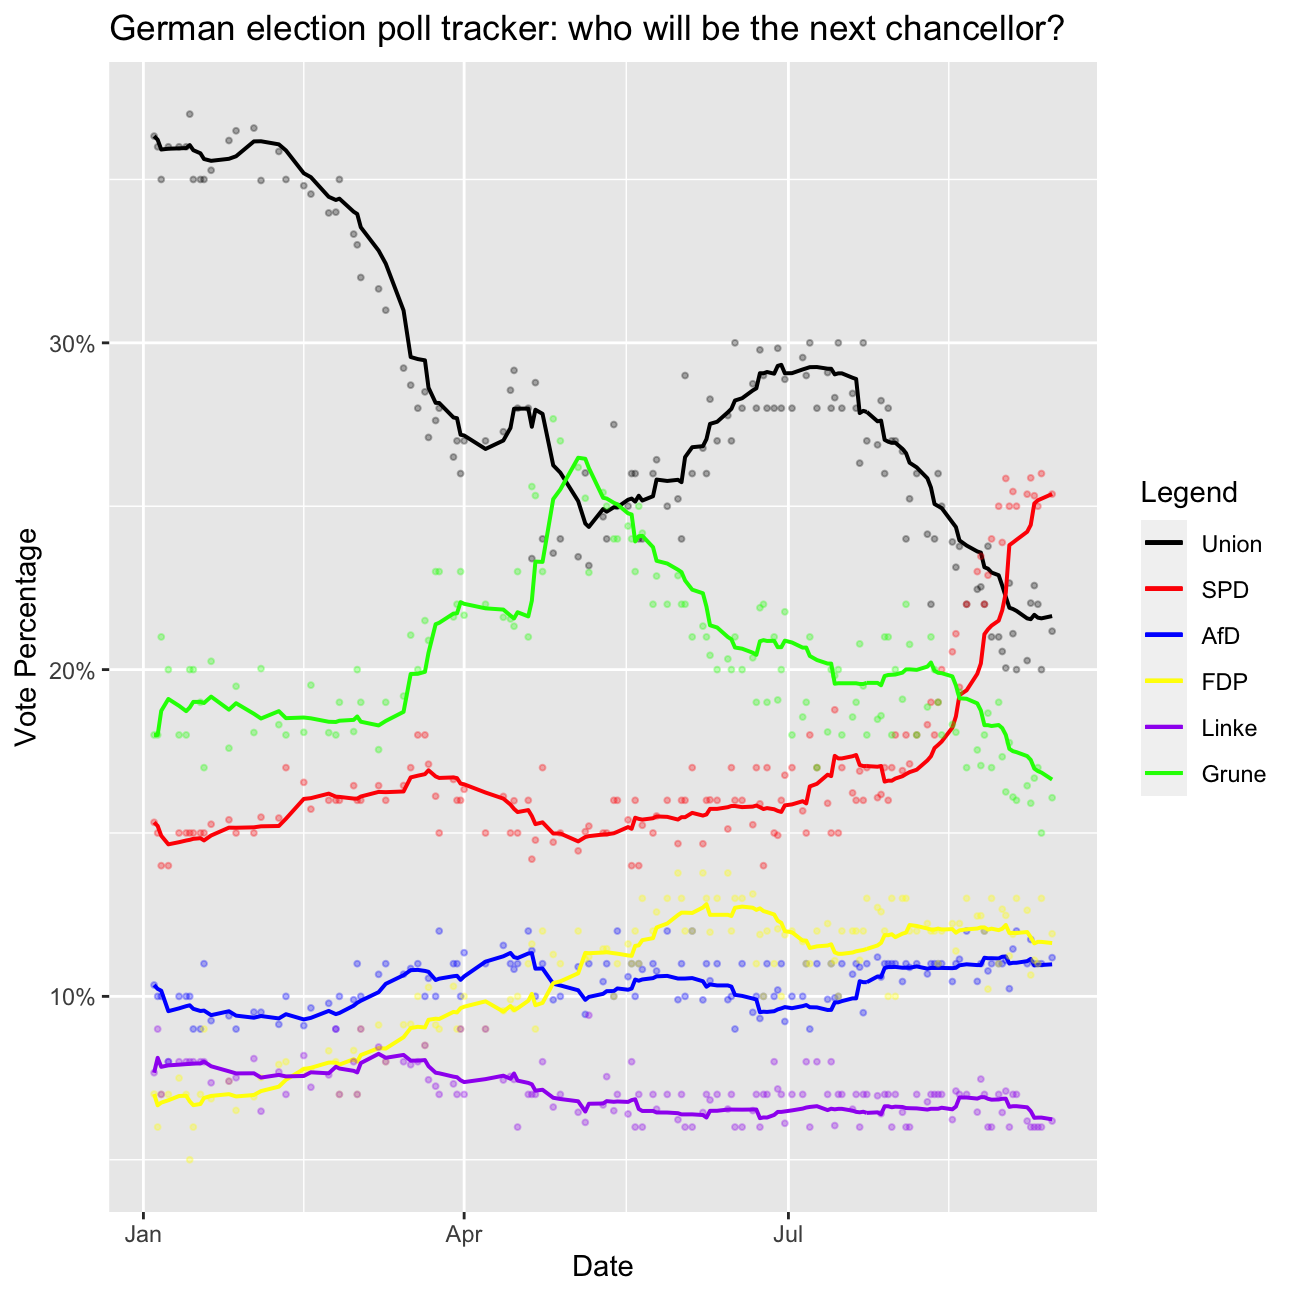 German election poll tracker: who will be the next chancellor?
Vote Percentage
30%
20%
10%
Jan
Apr
Jul
Date
Legend
Union
SPD
AfD
FDP
Linke
Grune